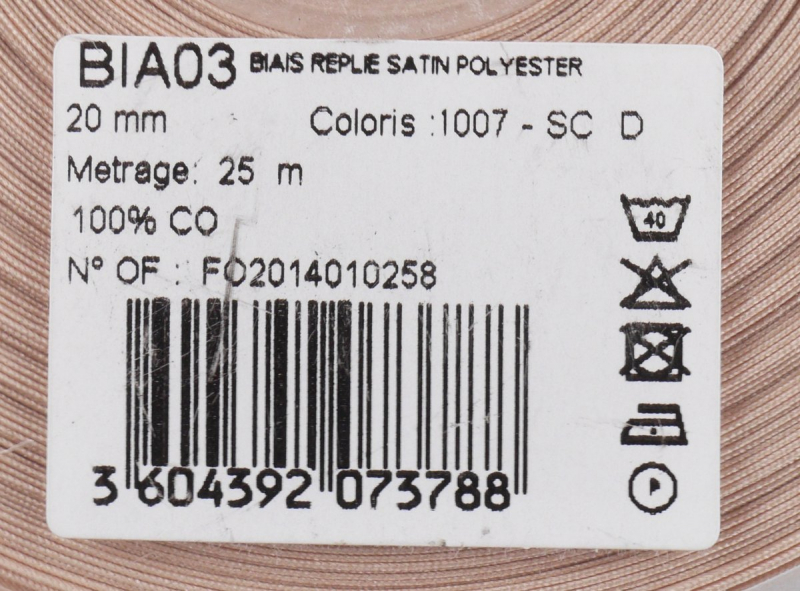 BIA03 BIAIS REPLIE SATIN POLYESTER
20 mm Coloris :1007 - SC D
Metrage: 25 m
100% CO
40
N° OF : FO2014010258
P
3 604392 073788